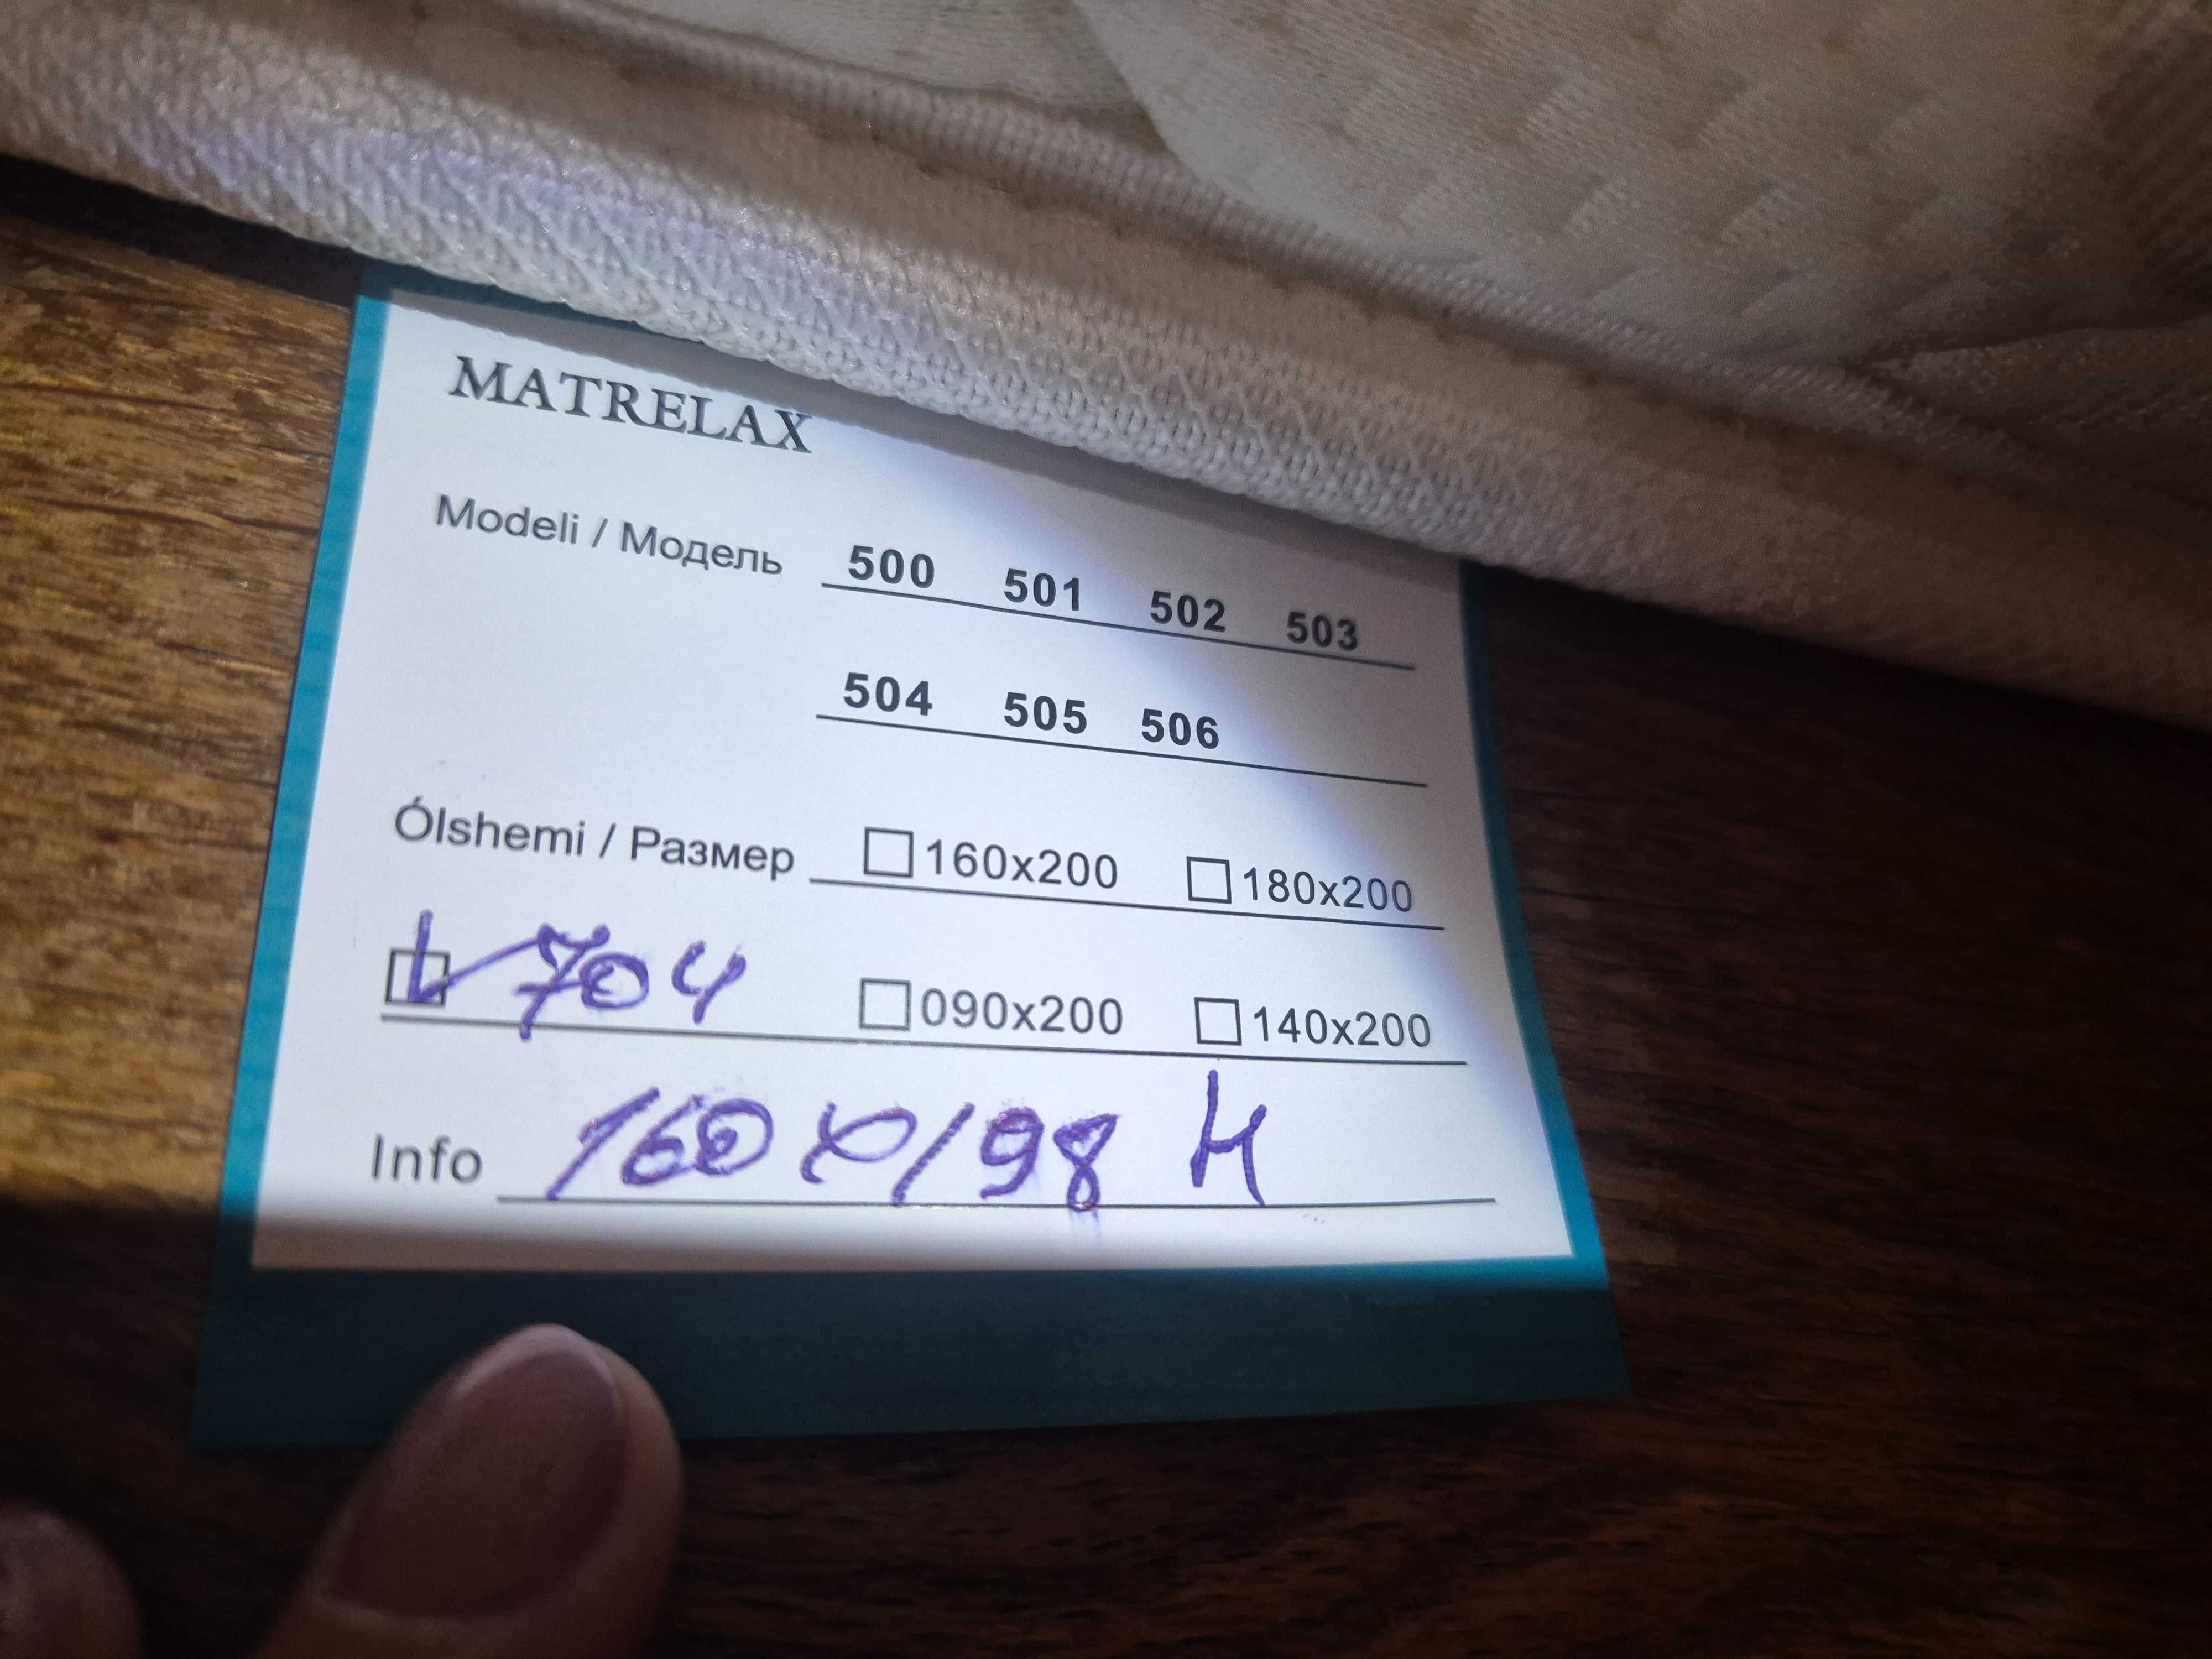 MATRELAX
Modeli / Модель 500 501 502 503
504 505 506
Ólshemi / Размер ☐160x200 ☐180x200
☑ 704 ☐090x200 ☐140x200
Info 160x198 Н